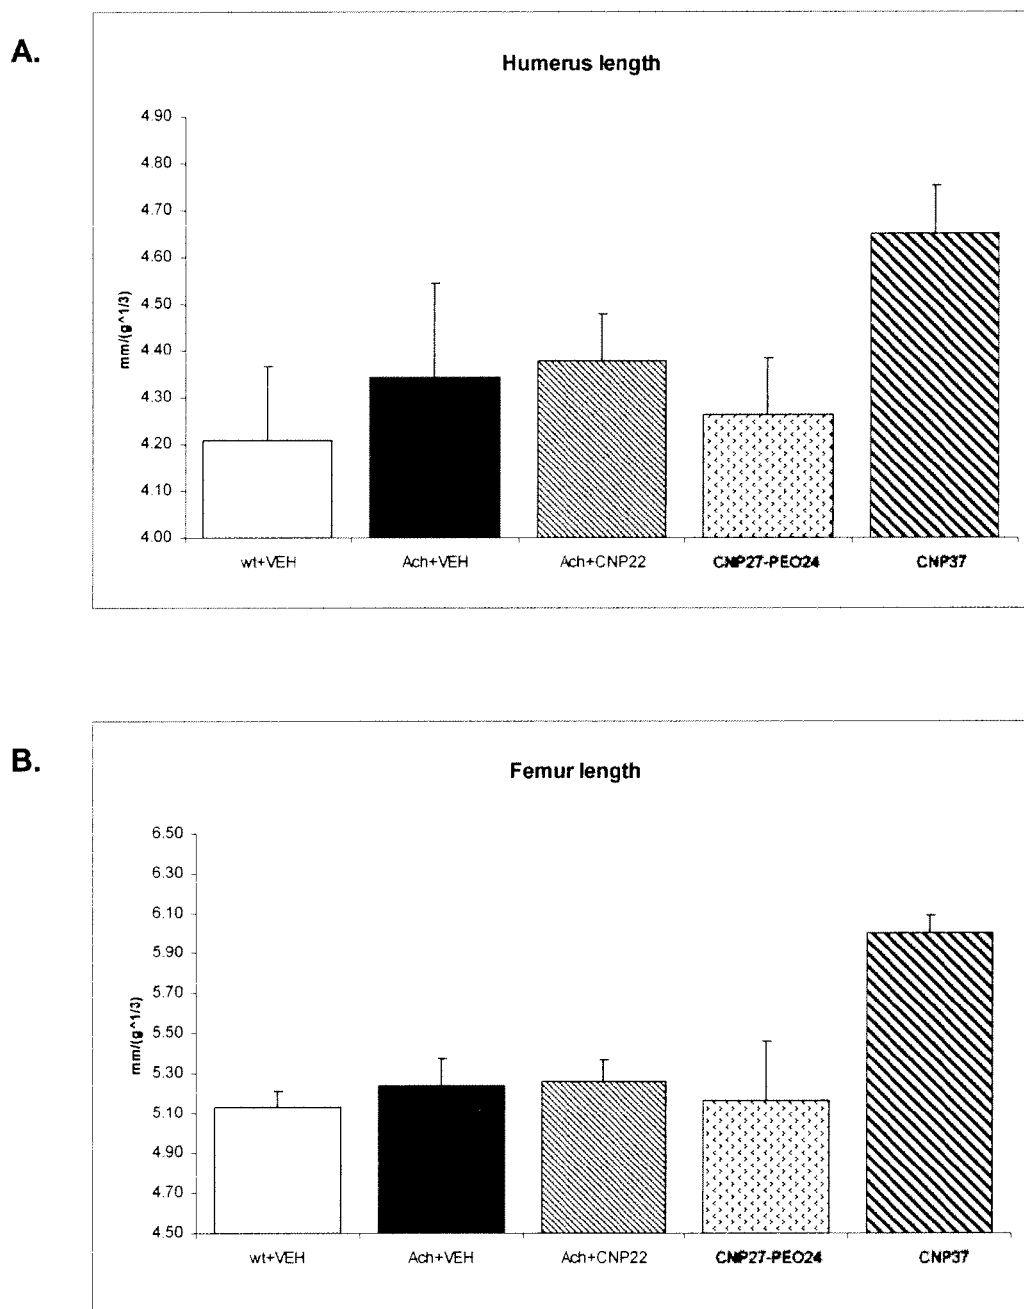 A.
Humerus length
4.90
4.80
4.70
4.60
4.50
4.40
4.30
4.20
4.10
4.00
mm/(g^1/3)
wt+VEH Ach+VEH Ach+CNP22 CNP27-PEO24 CNP37
B.
Femur length
6.50
6.30
6.10
5.90
5.70
5.50
5.30
5.10
4.90
4.70
4.50
mm/(g^1/3)
wt+VEH Ach+VEH Ach+CNP22 CNP27-PEO24 CNP37